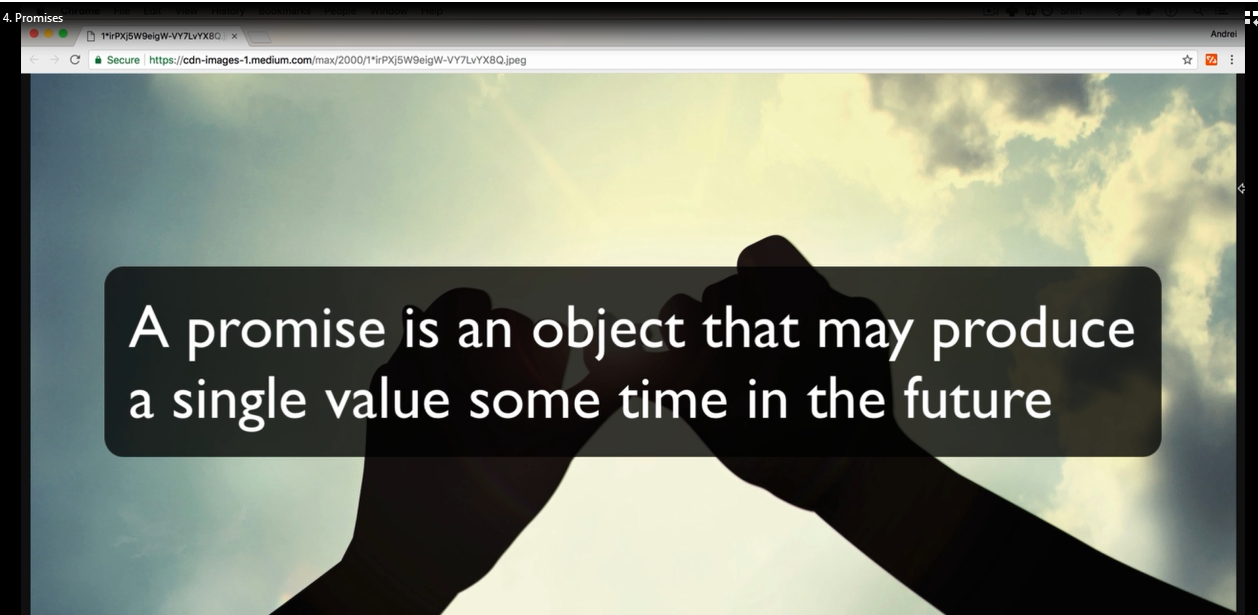 4. Promises
1*irPXj5W9eigW-VY7LvYX8Q.j
Andrei
Secure
https://cdn-images-1.medium.com/max/2000/1*irPXj5W9eigW-VY7LvYX8Q.jpeg
A promise is an object that may produce
a single value some time in the future